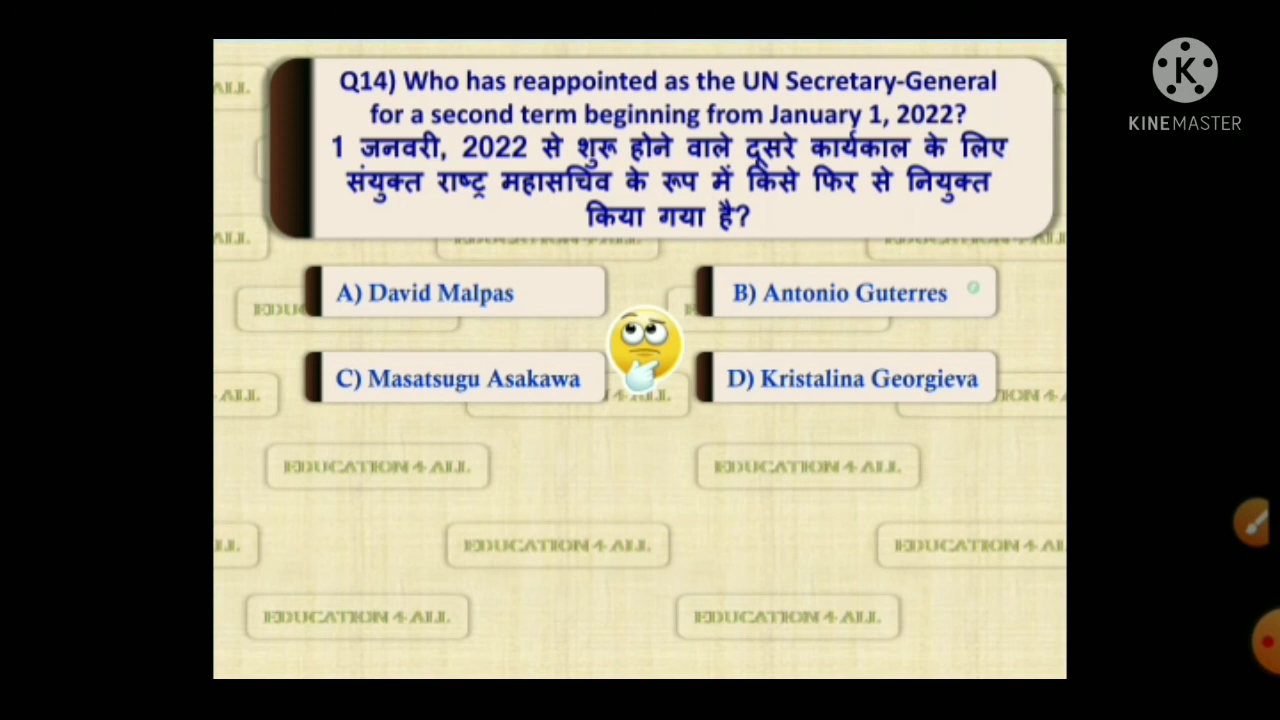 Q14) Who has reappointed as the UN Secretary-General
for a second term beginning from January 1, 2022?
1 जनवरी, 2022 से शुरू होने वाले दूसरे कार्यकाल के लिए
संयुक्त राष्ट्र महासचिव के रूप में किसे फिर से नियुक्त
किया गया है?
A) David Malpas
B) Antonio Guterres
C) Masatsugu Asakawa
D) Kristalina Georgieva
K
KINEMASTER
EDUCATION 4 ALL
EDUCATION 4 ALL
EDUCATION 4 ALL
EDUCATION 4 AL
EDUCATION 4 ALL
EDUCATION 4 ALL